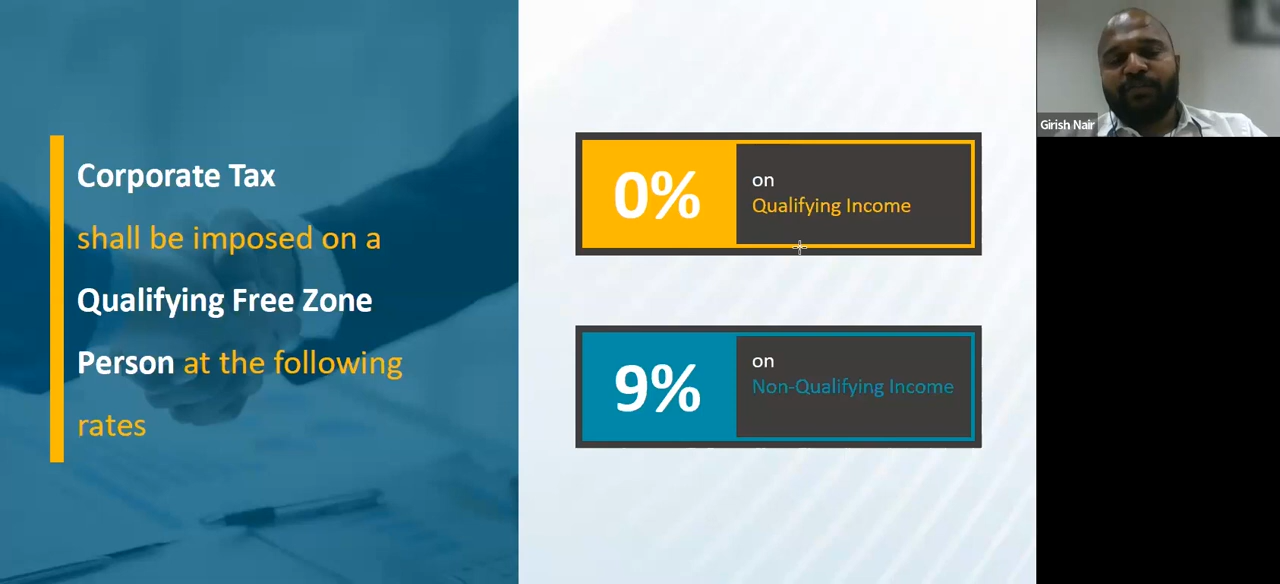 Corporate Tax
shall be imposed on a
Qualifying Free Zone
Person at the following
rates
0%
on
Qualifying Income
9%
on
Non-Qualifying Income
Girish Nair